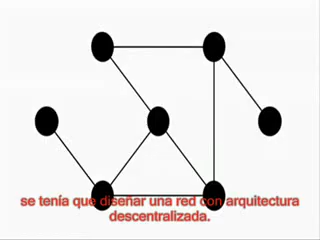 se tenía que diseñar una red con arquitectura
descentralizada.